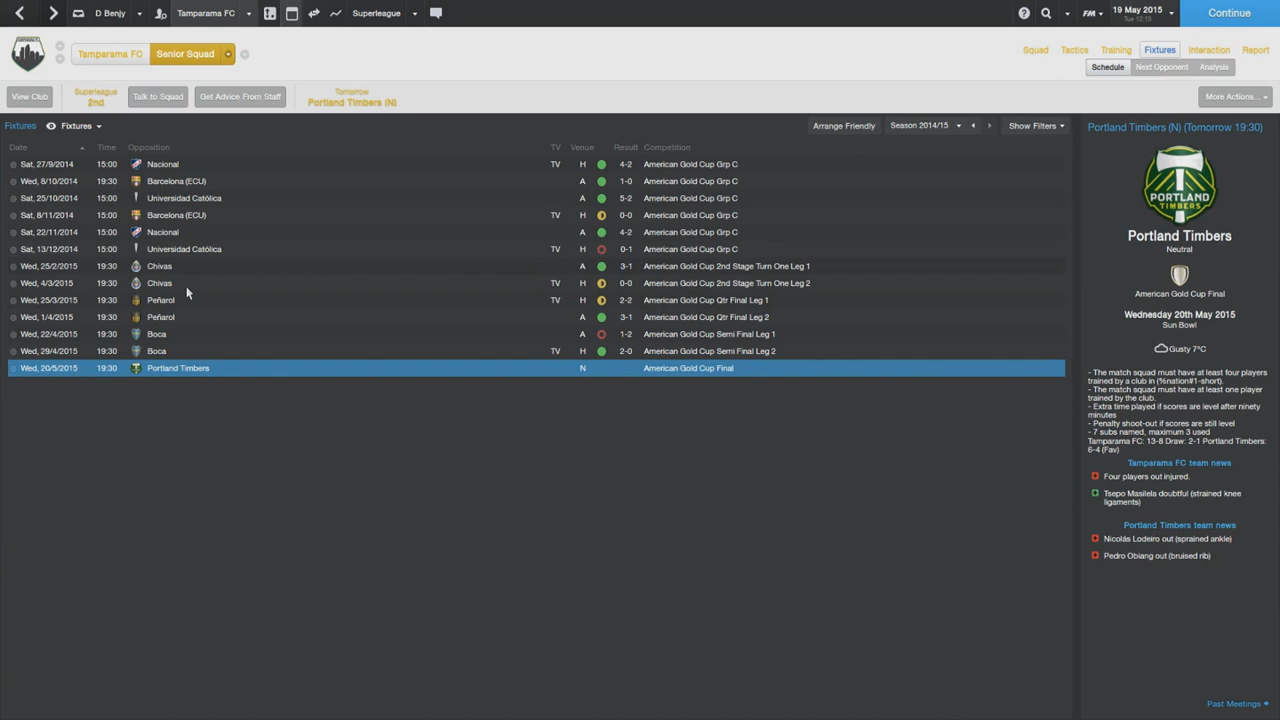 D Benjy Tamparama FC Superleague FM 19 May 2015 Tue 12:15 Continue
Tamparama FC Senior Squad Squad Tactics Training Fixtures Interaction Report
Schedule Next Opponent Analysis
View Club Superleague 2nd Talk to Squad Get Advice From Staff Tomorrow Portland Timbers (N) More Actions...
Fixtures Fixtures Arrange Friendly Season 2014/15 Show Filters
Date Time Opposition TV Venue Result Competition
Sat, 27/9/2014 15:00 Nacional TV H 4-2 American Gold Cup Grp C
Wed, 8/10/2014 19:30 Barcelona (ECU) A 1-0 American Gold Cup Grp C
Sat, 25/10/2014 15:00 Universidad Católica A 5-2 American Gold Cup Grp C
Sat, 8/11/2014 15:00 Barcelona (ECU) TV H 0-0 American Gold Cup Grp C
Sat, 22/11/2014 15:00 Nacional A 4-2 American Gold Cup Grp C
Sat, 13/12/2014 15:00 Universidad Católica TV H 0-1 American Gold Cup Grp C
Wed, 25/2/2015 19:30 Chivas A 3-1 American Gold Cup 2nd Stage Turn One Leg 1
Wed, 4/3/2015 19:30 Chivas TV H 0-0 American Gold Cup 2nd Stage Turn One Leg 2
Wed, 25/3/2015 19:30 Peñarol TV H 2-2 American Gold Cup Qtr Final Leg 1
Wed, 1/4/2015 19:30 Peñarol A 3-1 American Gold Cup Qtr Final Leg 2
Wed, 22/4/2015 19:30 Boca A 1-2 American Gold Cup Semi Final Leg 1
Wed, 29/4/2015 19:30 Boca TV H 2-0 American Gold Cup Semi Final Leg 2
Wed, 20/5/2015 19:30 Portland Timbers N American Gold Cup Final
Portland Timbers (N) (Tomorrow 19:30)
PORTLAND
TIMBERS
Portland Timbers
Neutral
American Gold Cup Final
Wednesday 20th May 2015
Sun Bowl
Gusty 7°C
- The match squad must have at least four players
trained by a club in (%nation#1-short).
- The match squad must have at least one player
trained by the club.
- Extra time played if scores are level after ninety
minutes
- Penalty shoot-out if scores are still level
- 7 subs named, maximum 3 used
Tamparama FC: 13-8 Draw: 2-1 Portland Timbers:
6-4 (Fav)
Tamparama FC team news
Four players out injured.
Tsepo Masilela doubtful (strained knee
ligaments)
Portland Timbers team news
Nicolás Lodeiro out (sprained ankle)
Pedro Obiang out (bruised rib)
Past Meetings